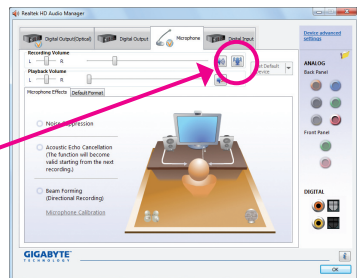 Realtek HD Audio Manager
Digital Output(Optical)
Digital Output
Microphone
Digital Input
Device advanced
settings
Recording Volume
L
R
Default
Device
Playback Volume
L
R
ANALOG
Back Panel
Microphone Effects
Default Format
Noise Suppression
Front Panel
Acoustic Echo Cancellation
(The function will become
valid starting from the next
recording.)
Beam Forming
(Directional Recording)
Microphone Calibration
DIGITAL
GIGABYTE
TECHNOLOGY
OK